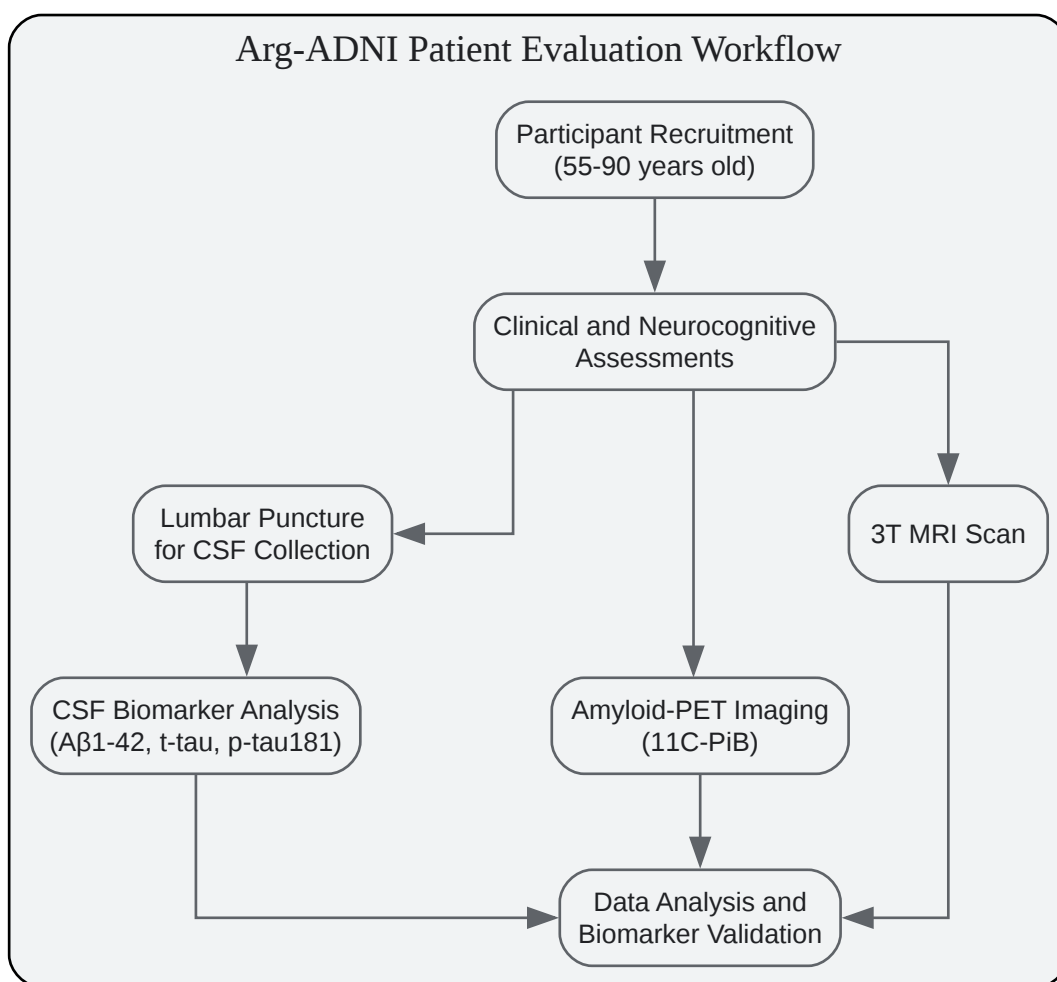 Arg-ADNI Patient Evaluation Workflow
Participant Recruitment
(55-90 years old)
Clinical and Neurocognitive
Assessments
Lumbar Puncture
for CSF Collection
3T MRI Scan
CSF Biomarker Analysis
(Aβ1-42, t-tau, p-tau181)
Amyloid-PET Imaging
(11C-PiB)
Data Analysis and
Biomarker Validation